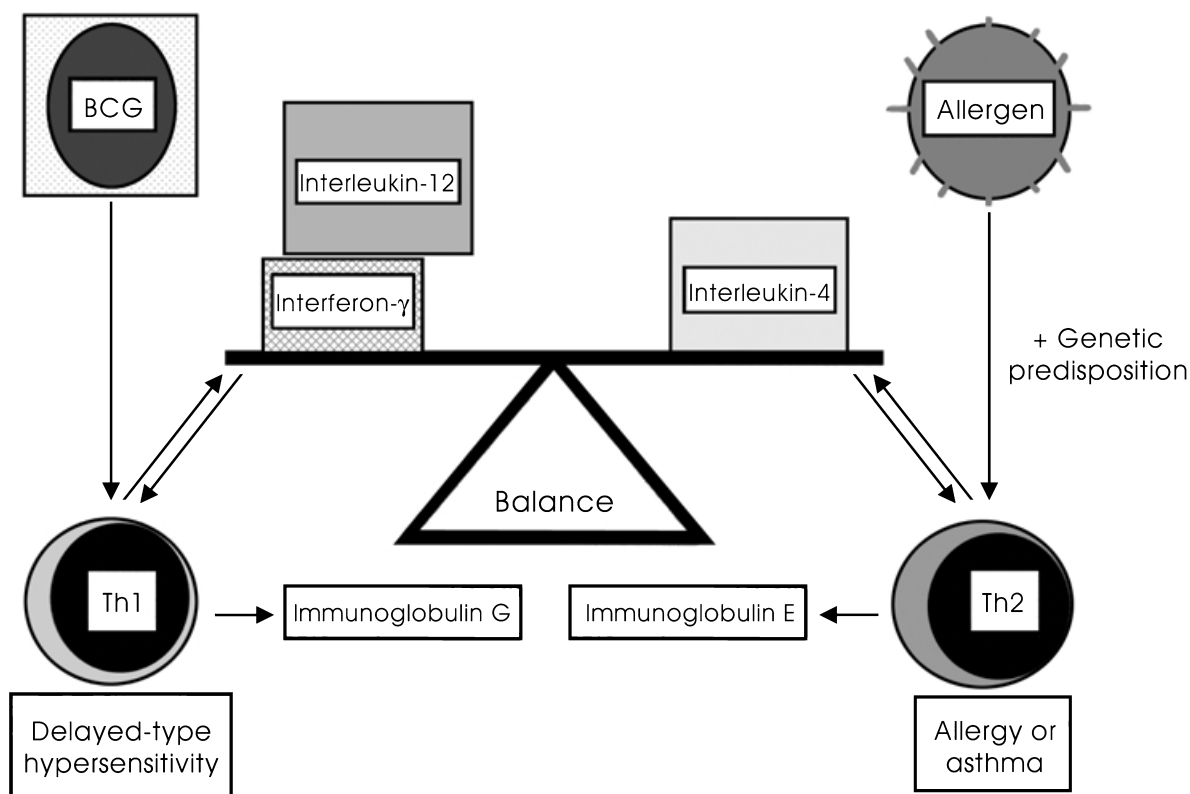 BCG
Allergen
Interleukin-12
Interferon-γ
Interleukin-4
+ Genetic
predisposition
Balance
Th1
Immunoglobulin G
Immunoglobulin E
Th2
Delayed-type
hypersensitivity
Allergy or
asthma